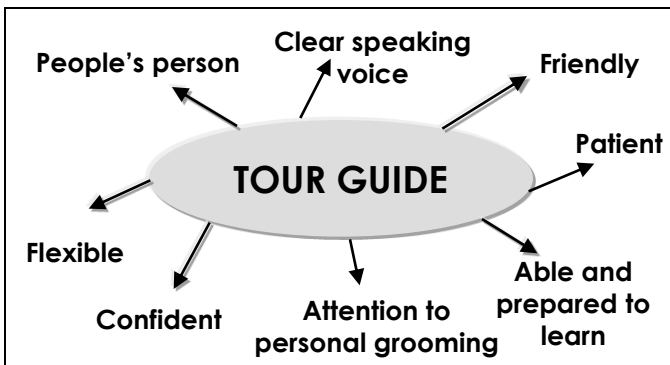 Clear speaking
voice
People's person
Friendly
Patient
TOUR GUIDE
Flexible
Confident
Attention to
personal grooming
Able and
prepared to
learn